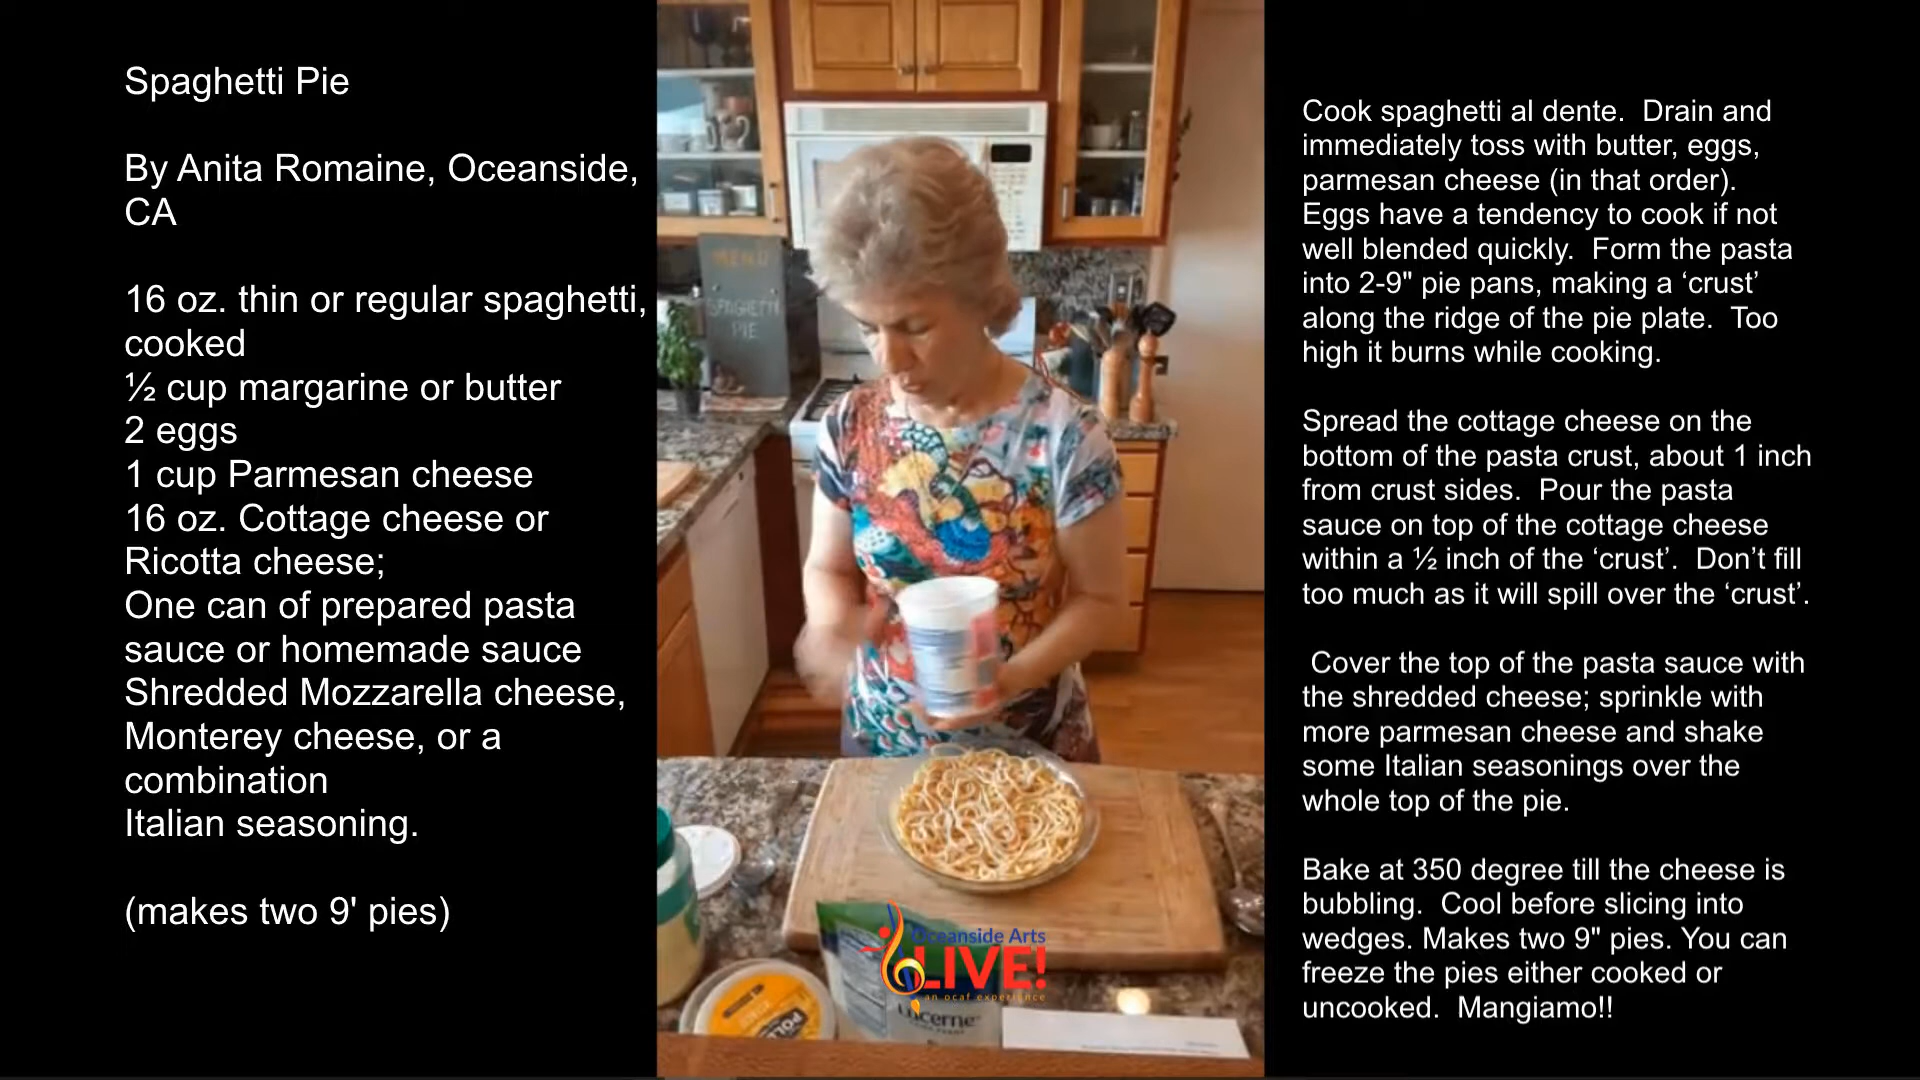 Spaghetti Pie
By Anita Romaine, Oceanside,
CA
16 oz. thin or regular spaghetti,
cooked
½ cup margarine or butter
2 eggs
1 cup Parmesan cheese
16 oz. Cottage cheese or
Ricotta cheese;
One can of prepared pasta
sauce or homemade sauce
Shredded Mozzarella cheese,
Monterey cheese, or a
combination
Italian seasoning.
(makes two 9' pies)
MENU
SPAGHETTI
PIE
Oceanside Arts
LIVE!
an ocaf experience
Lucerne
Cook spaghetti al dente.  Drain and
immediately toss with butter, eggs,
parmesan cheese (in that order).
Eggs have a tendency to cook if not
well blended quickly.  Form the pasta
into 2-9" pie pans, making a ‘crust’
along the ridge of the pie plate.  Too
high it burns while cooking.
Spread the cottage cheese on the
bottom of the pasta crust, about 1 inch
from crust sides.  Pour the pasta
sauce on top of the cottage cheese
within a ½ inch of the ‘crust’.  Don’t fill
too much as it will spill over the ‘crust’.
Cover the top of the pasta sauce with
the shredded cheese; sprinkle with
more parmesan cheese and shake
some Italian seasonings over the
whole top of the pie.
Bake at 350 degree till the cheese is
bubbling.  Cool before slicing into
wedges. Makes two 9" pies. You can
freeze the pies either cooked or
uncooked.  Mangiamo!!